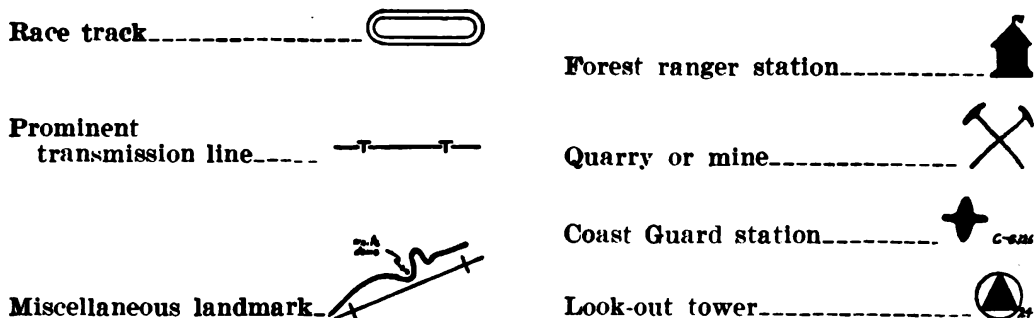 Race track
Prominent
transmission line
Miscellaneous landmark
Forest ranger station
Quarry or mine
Coast Guard station
Look-out tower